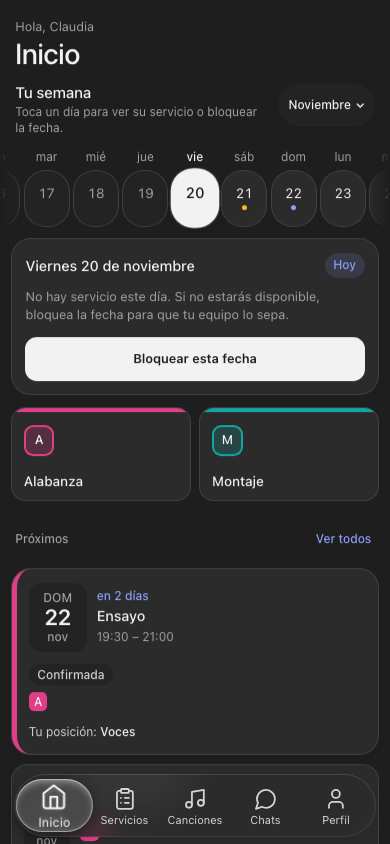 Hola, Claudia
Inicio
Tu semana
Toca un día para ver su servicio o bloquear
la fecha.
Noviembre
mar mié jue vie sáb dom lun
17 18 19 20 21 22 23
Viernes 20 de noviembre
Hoy
No hay servicio este día. Si no estarás disponible,
bloquea la fecha para que tu equipo lo sepa.
Bloquear esta fecha
A
Alabanza
M
Montaje
Próximos
Ver todos
DOM
22
nov
en 2 días
Ensayo
19:30 – 21:00
Confirmada
A
Tu posición: Voces
nov
Inicio Servicios Canciones Chats Perfil